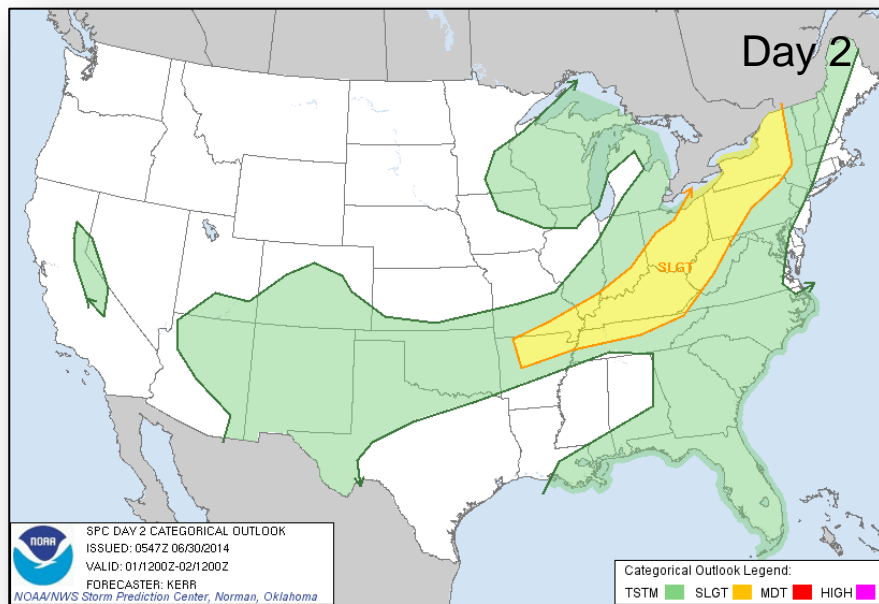 Day 2
SLGT
SPC DAY 2 CATEGORICAL OUTLOOK
ISSUED: 0547Z 06/30/2014
VALID: 01/1200Z-02/1200Z
FORECASTER: KERR
NOAA/NWS Storm Prediction Center, Norman, Oklahoma
NOAA
Categorical Outlook Legend:
TSTM SLGT MDT HIGH